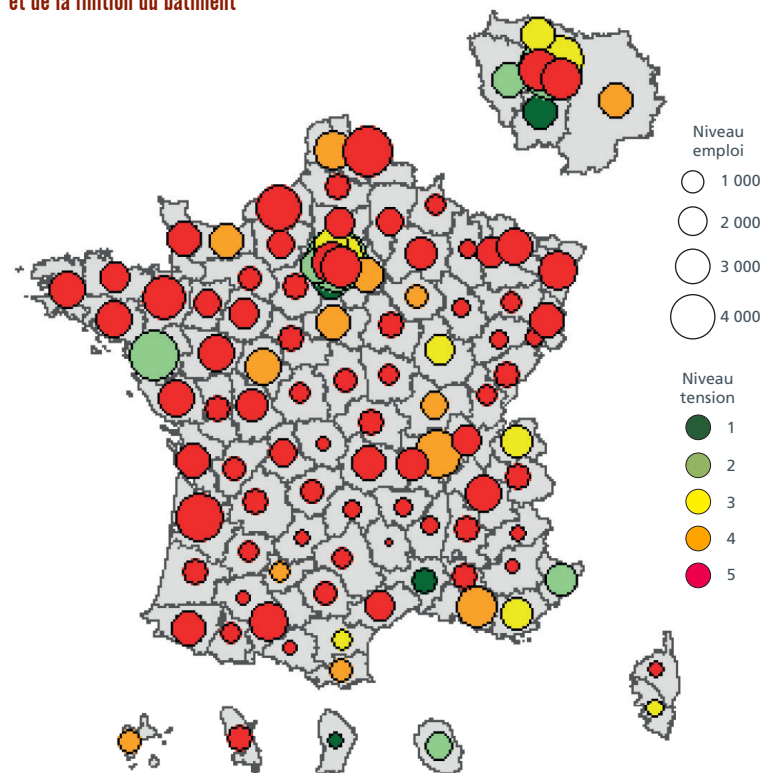 et de la finition du bâtiment
Niveau
emploi
1 000
2 000
3 000
4 000
Niveau
tension
1
2
3
4
5